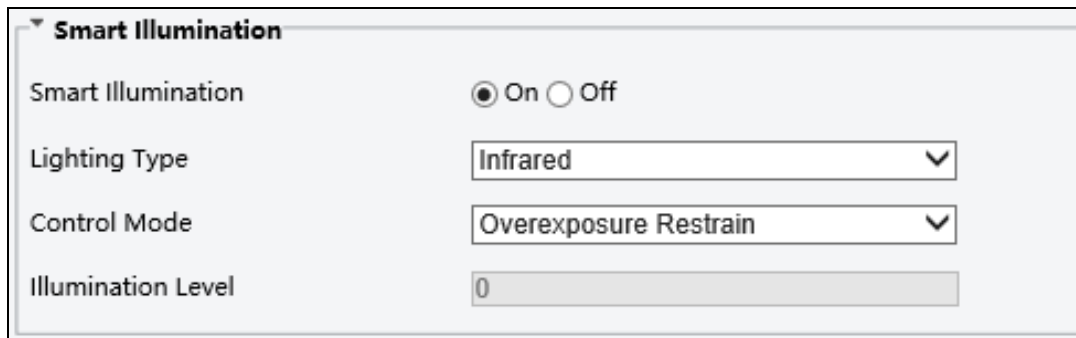 Smart Illumination
Smart Illumination On Off
Lighting Type Infrared
Control Mode Overexposure Restrain
Illumination Level 0